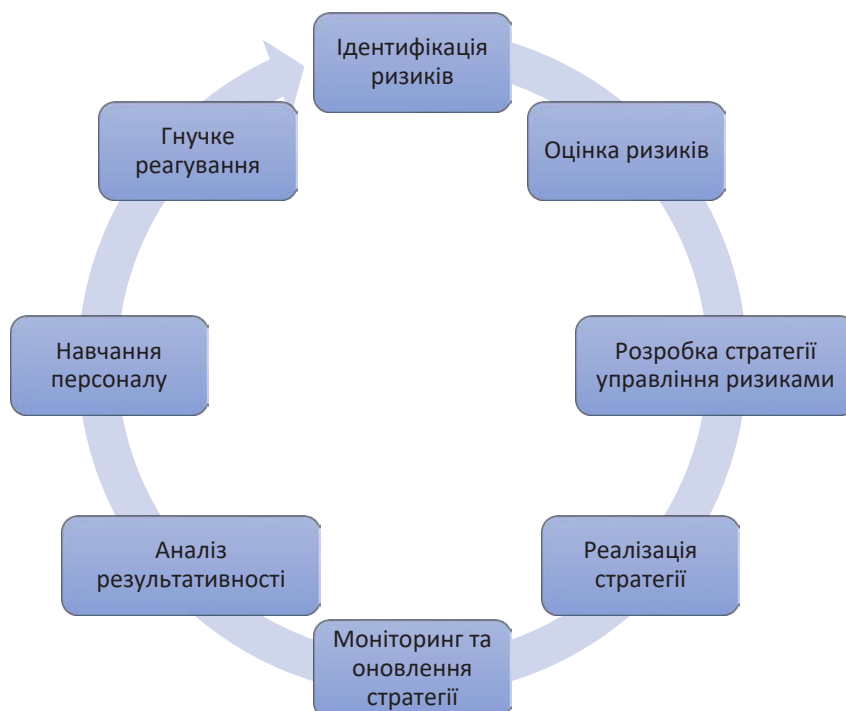 Ідентифікація
ризиків
Оцінка ризиків
Розробка стратегії
управління ризиками
Реалізація
стратегії
Моніторинг та
оновлення
стратегії
Аналіз
результативності
Навчання
персоналу
Гнучке
реагування